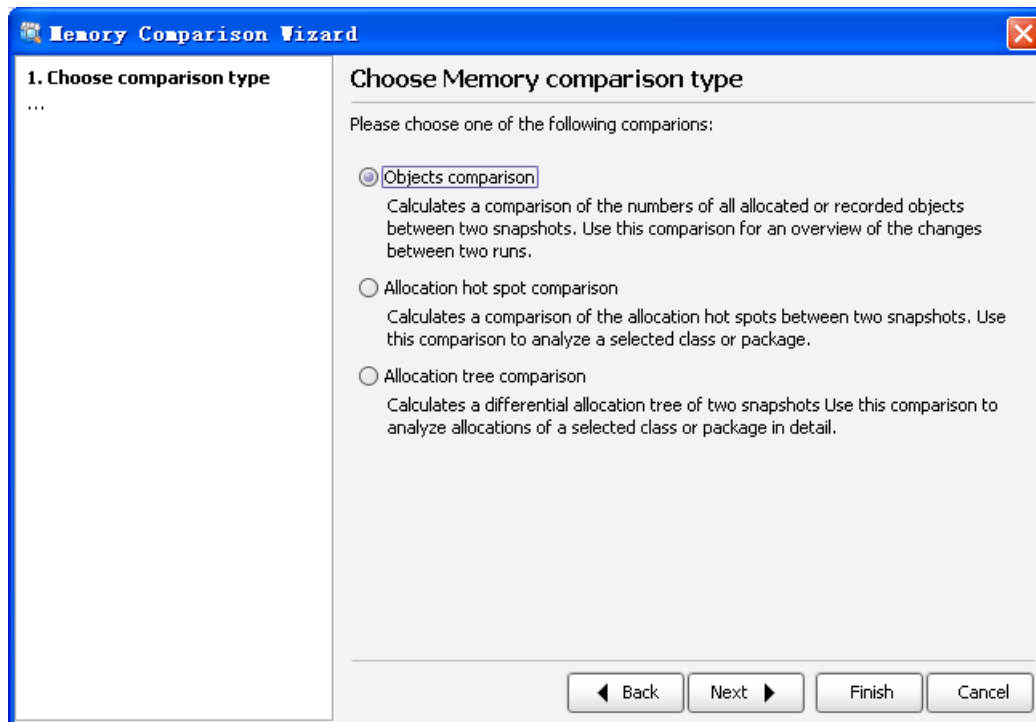 Memory Comparison Wizard
1. Choose comparison type
...
Choose Memory comparison type
Please choose one of the following comparions:
Objects comparison
Calculates a comparison of the numbers of all allocated or recorded objects
between two snapshots. Use this comparison for an overview of the changes
between two runs.
Allocation hot spot comparison
Calculates a comparison of the allocation hot spots between two snapshots. Use
this comparison to analyze a selected class or package.
Allocation tree comparison
Calculates a differential allocation tree of two snapshots Use this comparison to
analyze allocations of a selected class or package in detail.
Back Next Finish Cancel